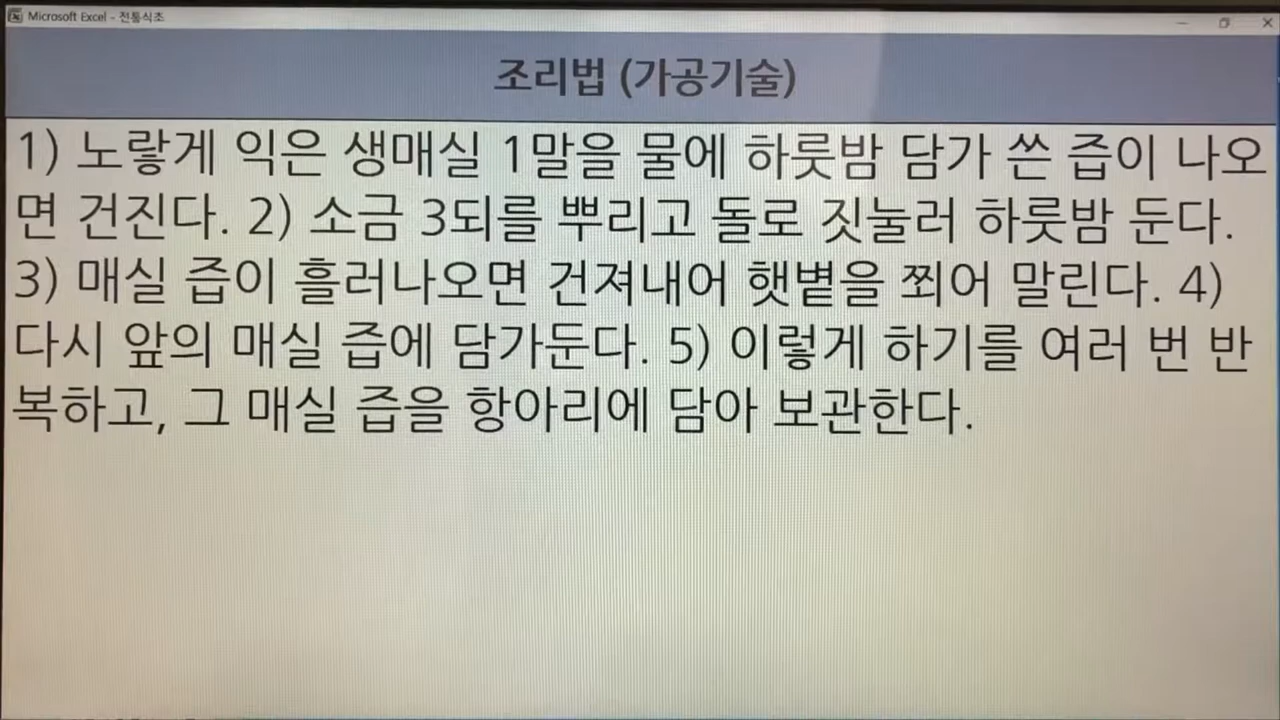 Microsoft Excel - 전통식초
조리법 (가공기술)
1) 노랗게 익은 생매실 1말을 물에 하룻밤 담가 쓴 즙이 나오
면 건진다. 2) 소금 3되를 뿌리고 돌로 짓눌러 하룻밤 둔다.
3) 매실 즙이 흘러나오면 건져내어 햇볕을 쬐어 말린다. 4)
다시 앞의 매실 즙에 담가둔다. 5) 이렇게 하기를 여러 번 반
복하고, 그 매실 즙을 항아리에 담아 보관한다.